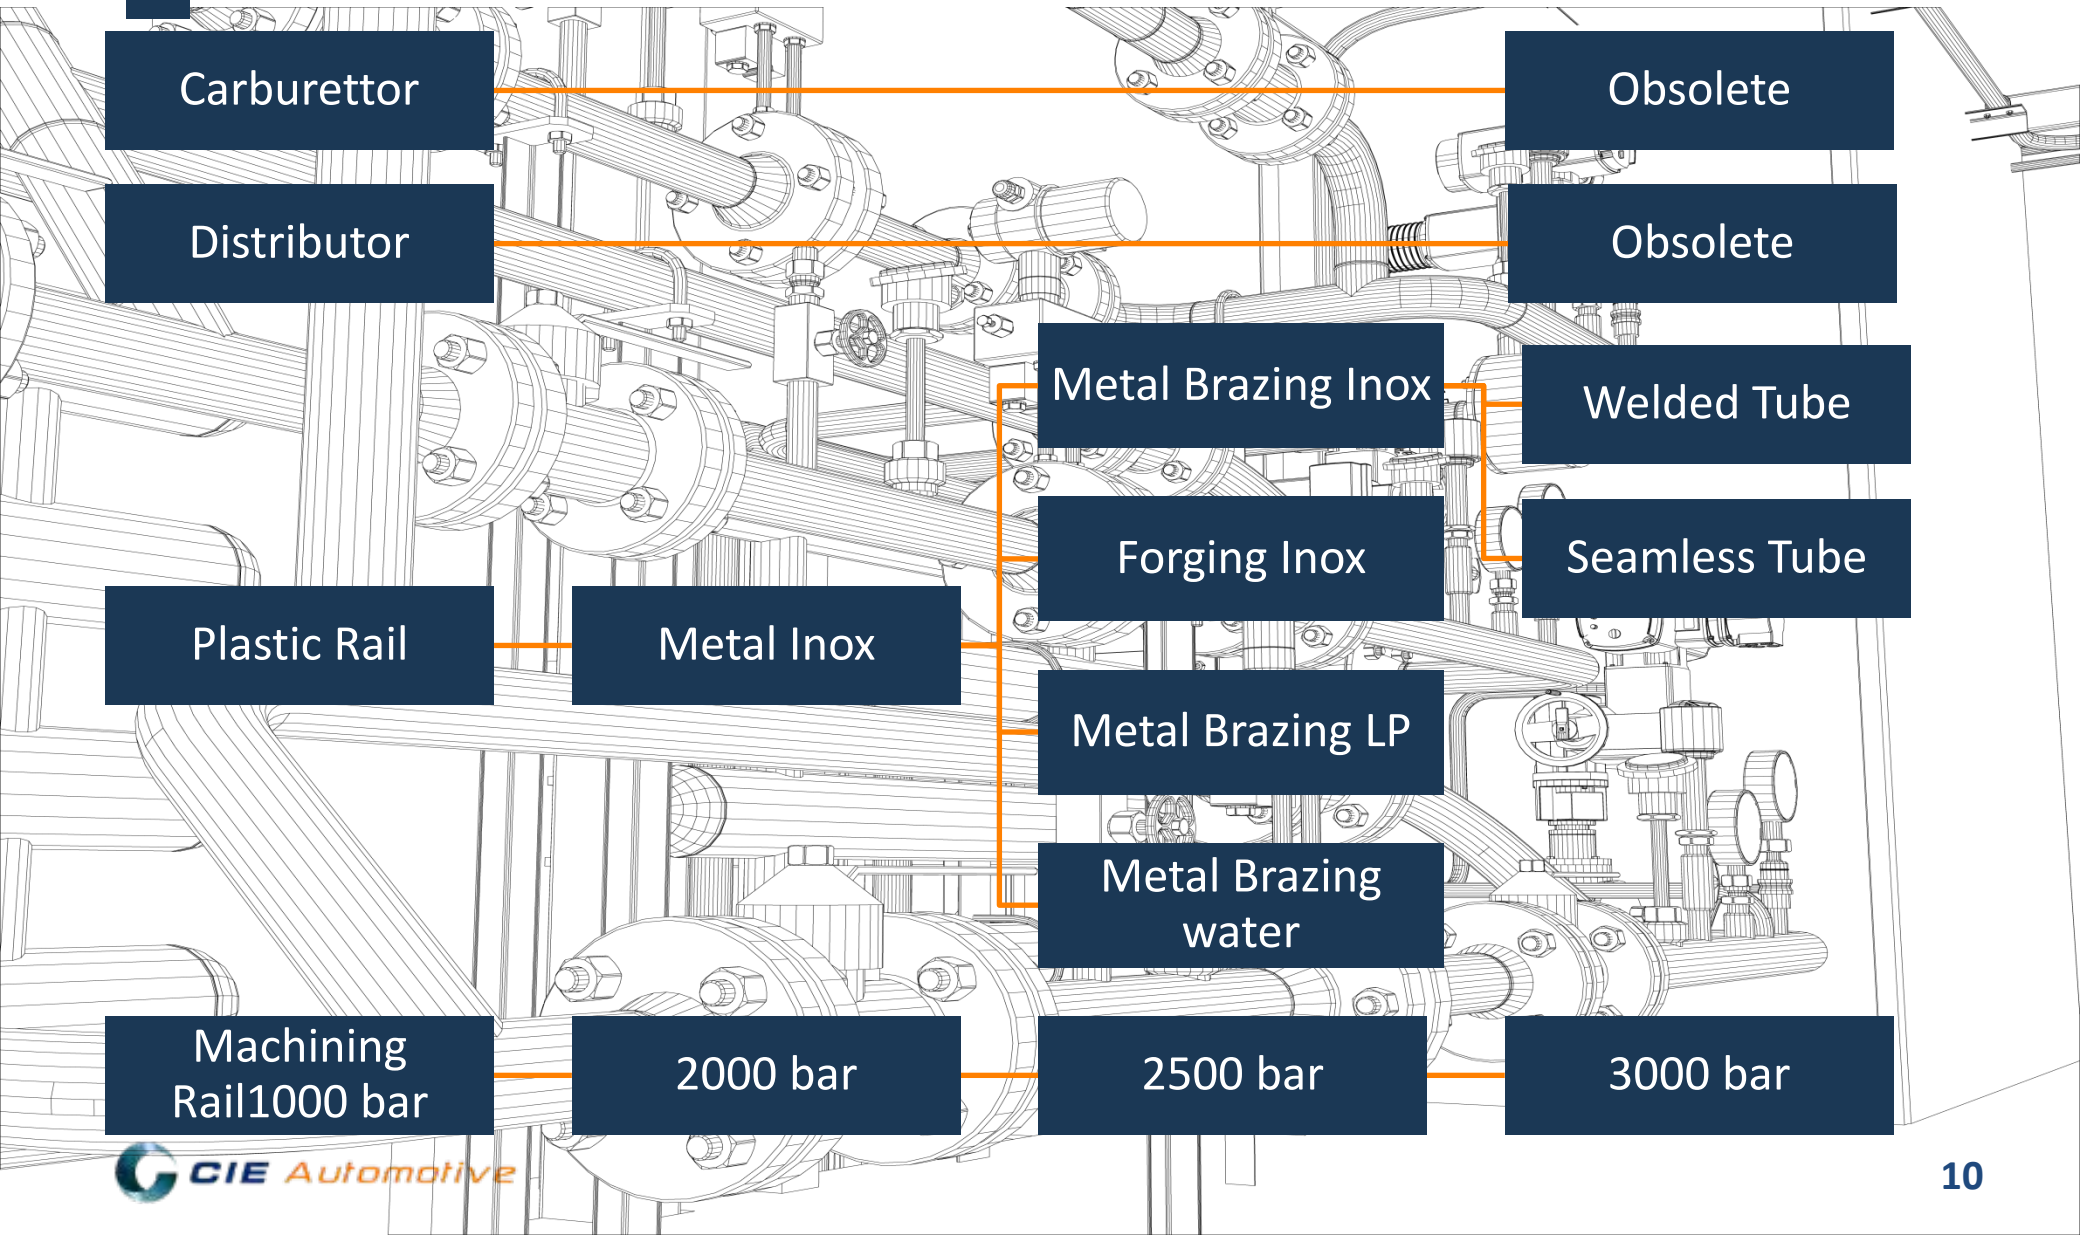 Carburettor
Obsolete
Distributor
Obsolete
Metal Brazing Inox
Welded Tube
Forging Inox
Seamless Tube
Plastic Rail
Metal Inox
Metal Brazing LP
Metal Brazing
water
Machining
Rail1000 bar
2000 bar
2500 bar
3000 bar
CIE Automotive
10